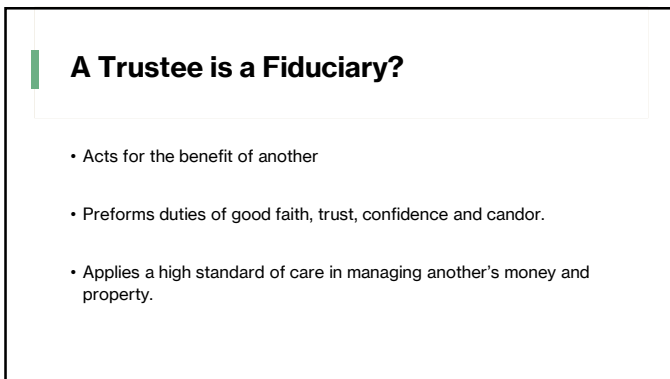 A Trustee is a Fiduciary?
• Acts for the benefit of another
• Preforms duties of good faith, trust, confidence and candor.
• Applies a high standard of care in managing another's money and
property.